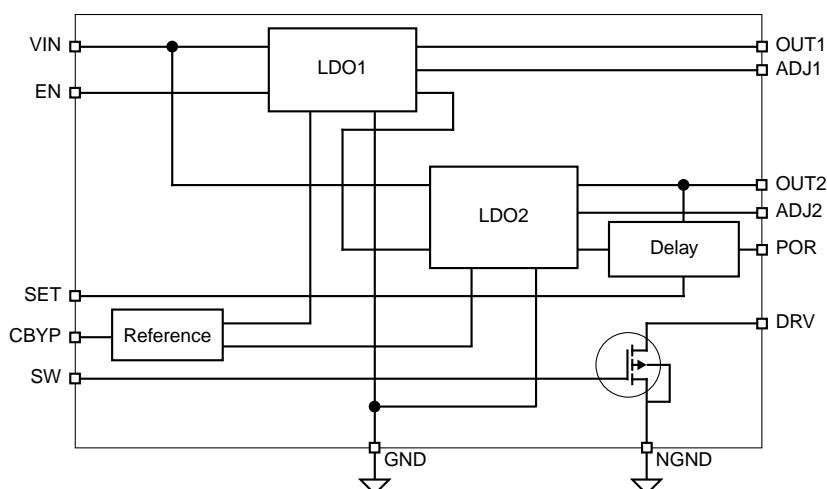 VIN
OUT1
LDO1
ADJ1
EN
OUT2
LDO2
ADJ2
Delay
POR
SET
CBYP
Reference
DRV
SW
GND
NGND